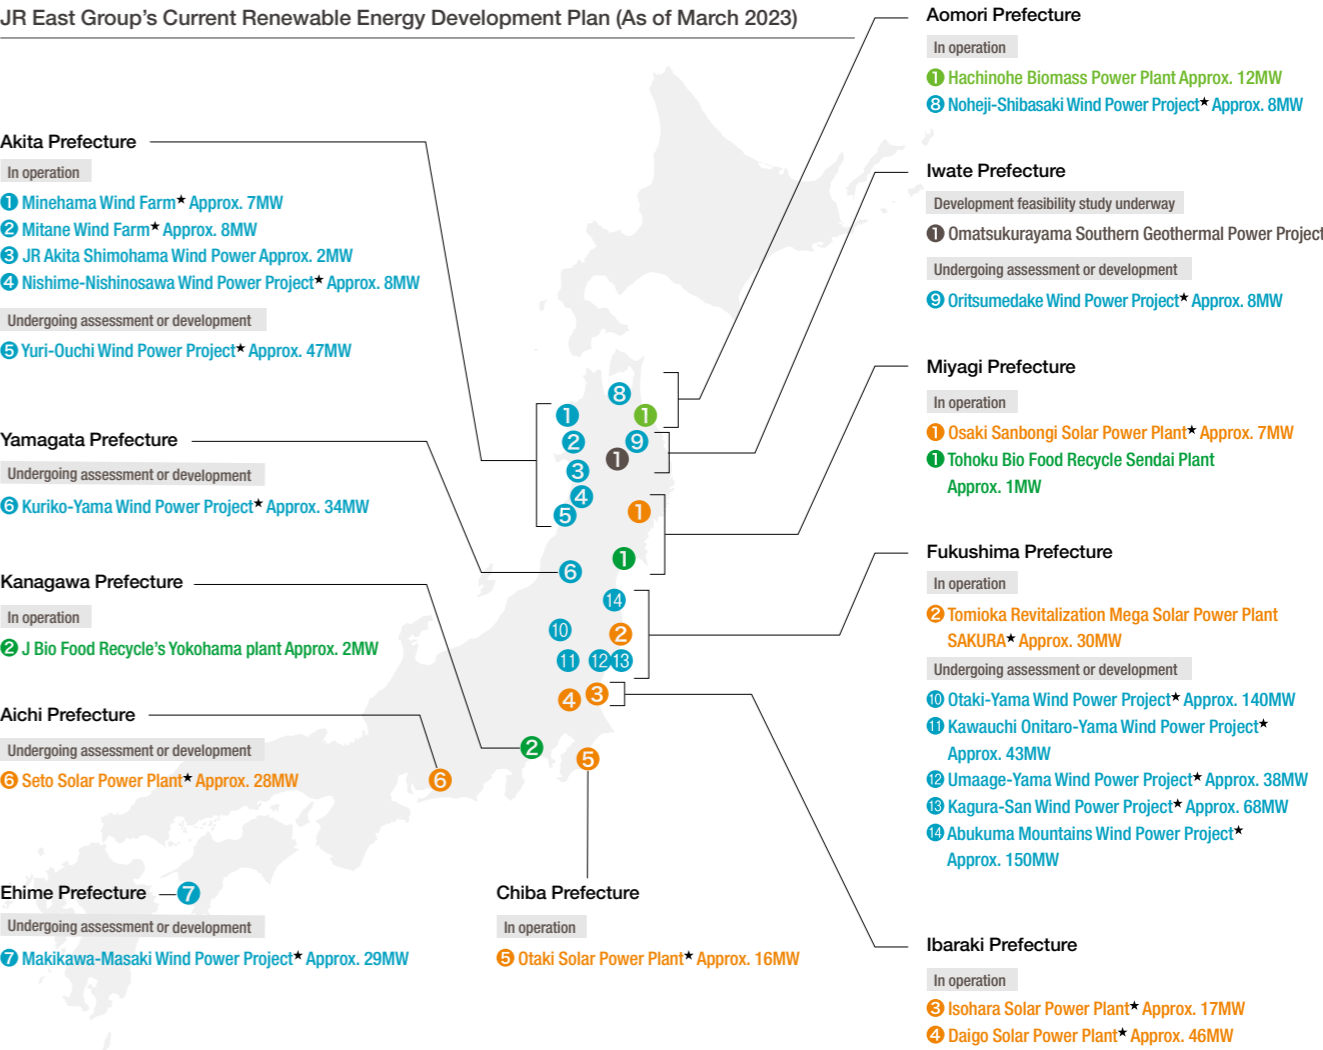 JR East Group's Current Renewable Energy Development Plan (As of March 2023)
Akita Prefecture
In operation
1 Minehama Wind Farm★ Approx. 7MW
2 Mitane Wind Farm★ Approx. 8MW
3 JR Akita Shimohama Wind Power Approx. 2MW
4 Nishime-Nishinosawa Wind Power Project★ Approx. 8MW
Undergoing assessment or development
5 Yuri-Ouchi Wind Power Project★ Approx. 47MW
Yamagata Prefecture
Undergoing assessment or development
6 Kuriko-Yama Wind Power Project★ Approx. 34MW
Kanagawa Prefecture
In operation
2 J Bio Food Recycle's Yokohama plant Approx. 2MW
Aichi Prefecture
Undergoing assessment or development
6 Seto Solar Power Plant★ Approx. 28MW
Ehime Prefecture 7
Undergoing assessment or development
7 Makikawa-Masaki Wind Power Project★ Approx. 29MW
8
1
1
2
9
1
3
4
1
5
1
6
14
10
2
11
12 13
4
3
2
5
6
Chiba Prefecture
In operation
5 Otaki Solar Power Plant★ Approx. 16MW
Aomori Prefecture
In operation
1 Hachinohe Biomass Power Plant Approx. 12MW
8 Noheji-Shibasaki Wind Power Project★ Approx. 8MW
Iwate Prefecture
Development feasibility study underway
1 Omatsukurayama Southern Geothermal Power Project
Undergoing assessment or development
9 Oritsumedake Wind Power Project★ Approx. 8MW
Miyagi Prefecture
In operation
1 Osaki Sanbongi Solar Power Plant★ Approx. 7MW
1 Tohoku Bio Food Recycle Sendai Plant
Approx. 1MW
Fukushima Prefecture
In operation
2 Tomioka Revitalization Mega Solar Power Plant
SAKURA★ Approx. 30MW
Undergoing assessment or development
10 Otaki-Yama Wind Power Project★ Approx. 140MW
11 Kawauchi Onitaro-Yama Wind Power Project★
Approx. 43MW
12 Umaage-Yama Wind Power Project★ Approx. 38MW
13 Kagura-San Wind Power Project★ Approx. 68MW
14 Abukuma Mountains Wind Power Project★
Approx. 150MW
Ibaraki Prefecture
In operation
3 Isohara Solar Power Plant★ Approx. 17MW
4 Daigo Solar Power Plant★ Approx. 46MW